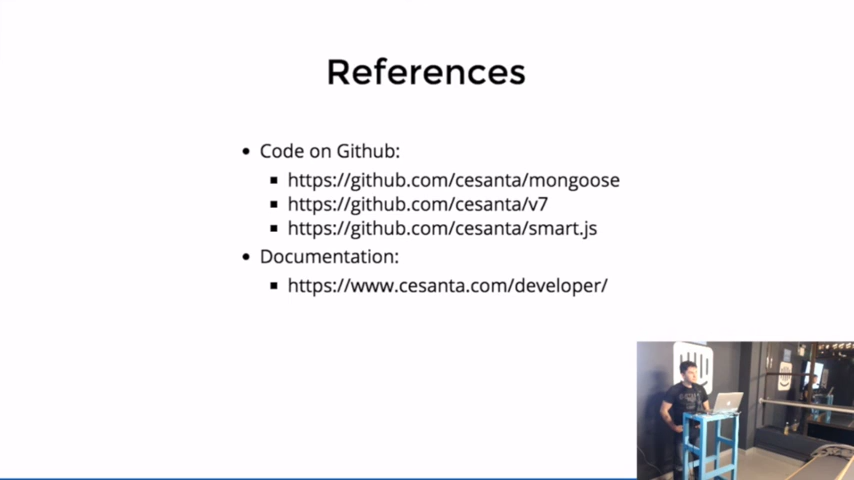 References
Code on Github:
https://github.com/cesanta/mongoose
https://github.com/cesanta/v7
https://github.com/cesanta/smart.js
Documentation:
https://www.cesanta.com/developer/